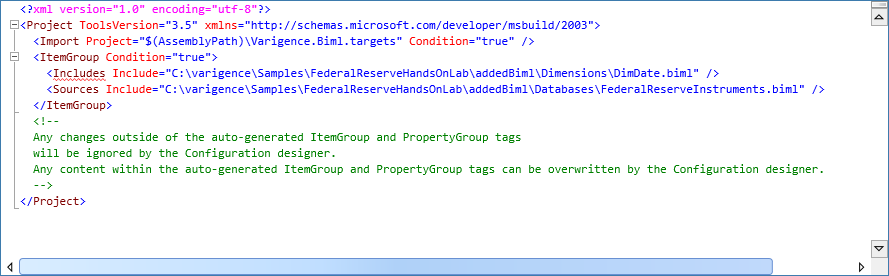 <?xml version="1.0" encoding="utf-8"?>
<Project ToolsVersion="3.5" xmlns="http://schemas.microsoft.com/developer/msbuild/2003">
<Import Project="$(AssemblyPath)\Varigence.Biml.targets" Condition="true" />
<ItemGroup Condition="true">
<Includes Include="C:\varigence\Samples\FederalReserveHandsOnLab\addedBiml\Dimensions\DimDate.biml" />
<Sources Include="C:\varigence\Samples\FederalReserveHandsOnLab\addedBiml\Databases\FederalReserveInstruments.biml" />
</ItemGroup>
<!--
Any changes outside of the auto-generated ItemGroup and PropertyGroup tags
will be ignored by the Configuration designer.
Any content within the auto-generated ItemGroup and PropertyGroup tags can be overwritten by the Configuration designer.
-->
</Project>